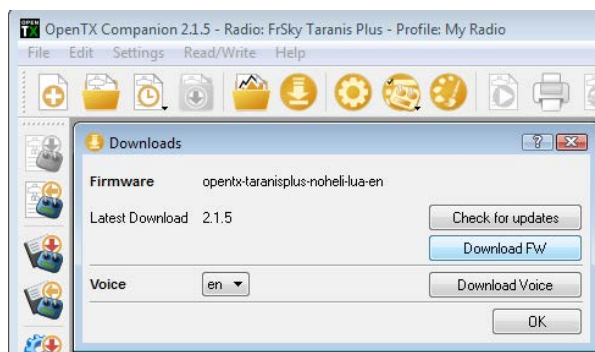 OPEN TX OpenTX Companion 2.1.5 - Radio: FrSky Taranis Plus - Profile: My Radio
File Edit Settings Read/Write Help
Downloads
Firmware opentx-taranisplus-noheli-lua-en
Latest Download 2.1.5 Check for updates
Download FW
Voice en Download Voice
OK